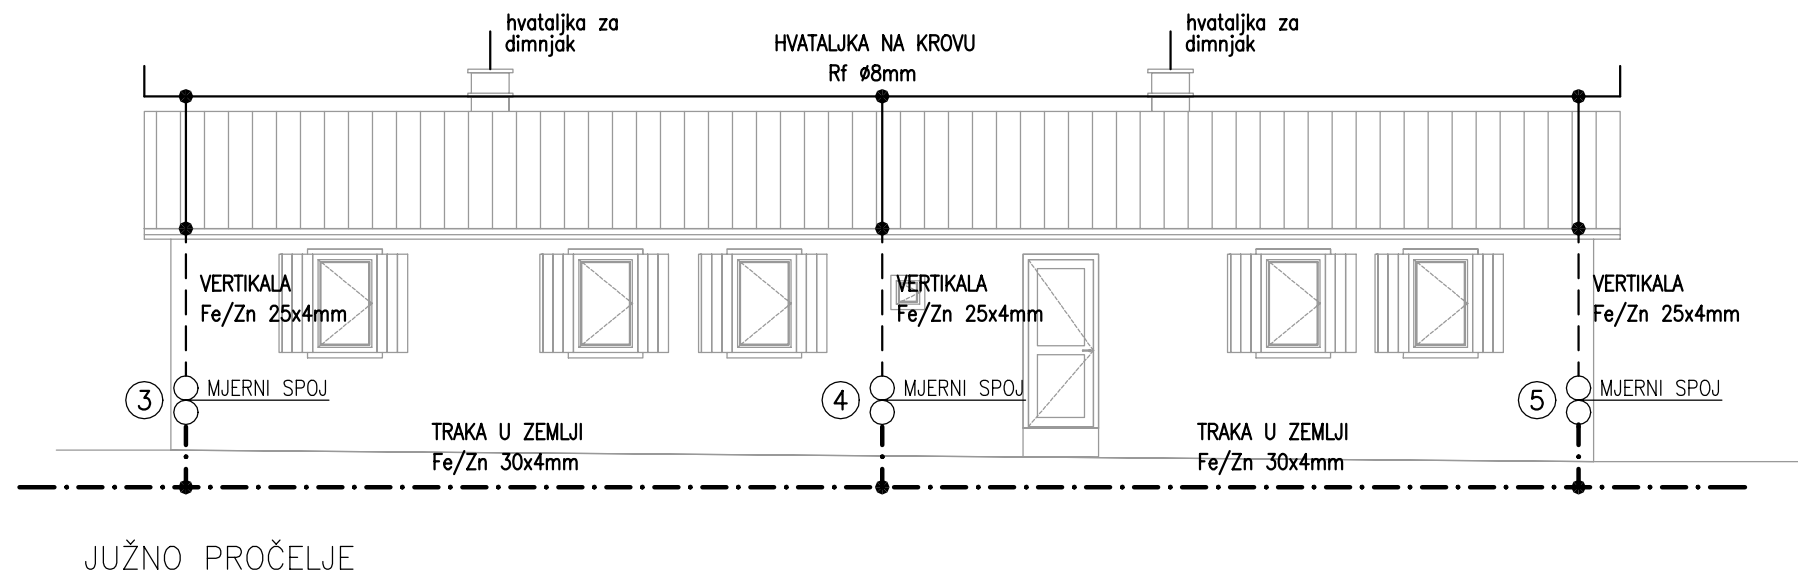 hvataljka za
dimnjak
HVATALJKA NA KROVU
Rf ø8mm
hvataljka za
dimnjak
VERTIKALA
Fe/Zn 25x4mm
VERTIKALA
Fe/Zn 25x4mm
VERTIKALA
Fe/Zn 25x4mm
3 MJERNI SPOJ
4 MJERNI SPOJ
5 MJERNI SPOJ
TRAKA U ZEMLJI
Fe/Zn 30x4mm
TRAKA U ZEMLJI
Fe/Zn 30x4mm
JUŽNO PROČELJE